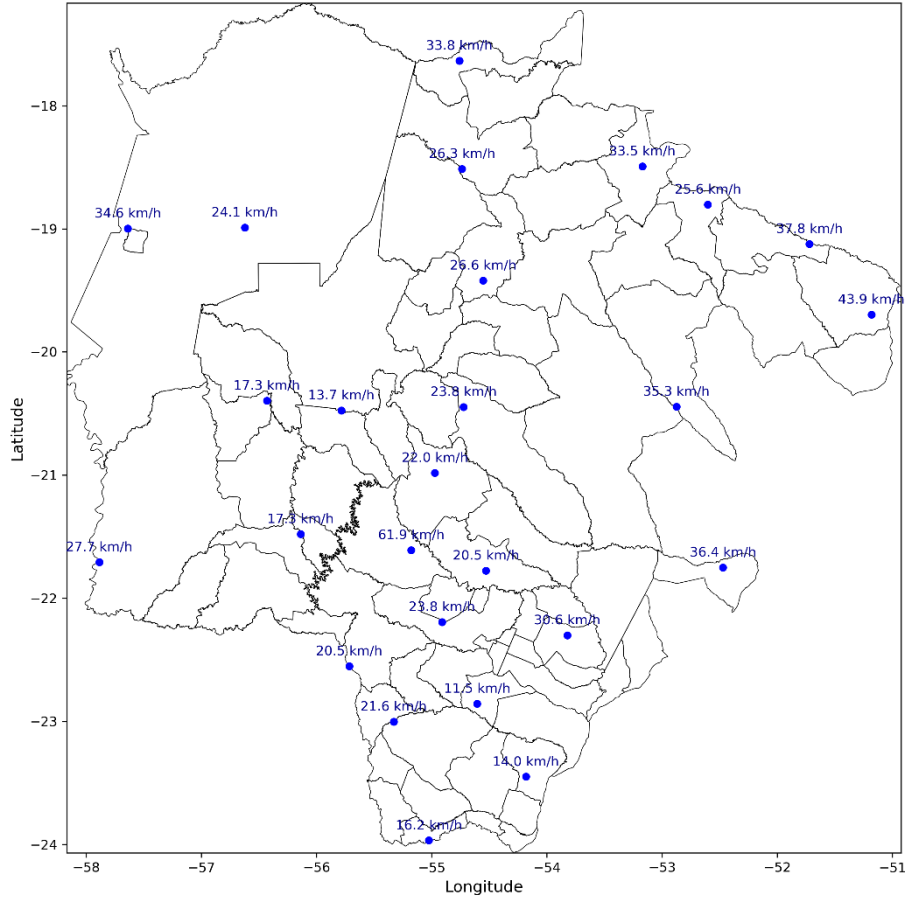 33.8 km/h
−18
26.3 km/h
33.5 km/h
25.6 km/h
34.6 km/h
24.1 km/h
−19
37.8 km/h
26.6 km/h
43.9 km/h
−20
17.3 km/h
13.7 km/h
23.8 km/h
35.3 km/h
Latitude
−21
22.0 km/h
17.3 km/h
61.9 km/h
27.7 km/h
20.5 km/h
36.4 km/h
−22
23.8 km/h
30.6 km/h
20.5 km/h
11.5 km/h
21.6 km/h
−23
14.0 km/h
16.2 km/h
−24
−58 −57 −56 −55 −54 −53 −52 −51
Longitude